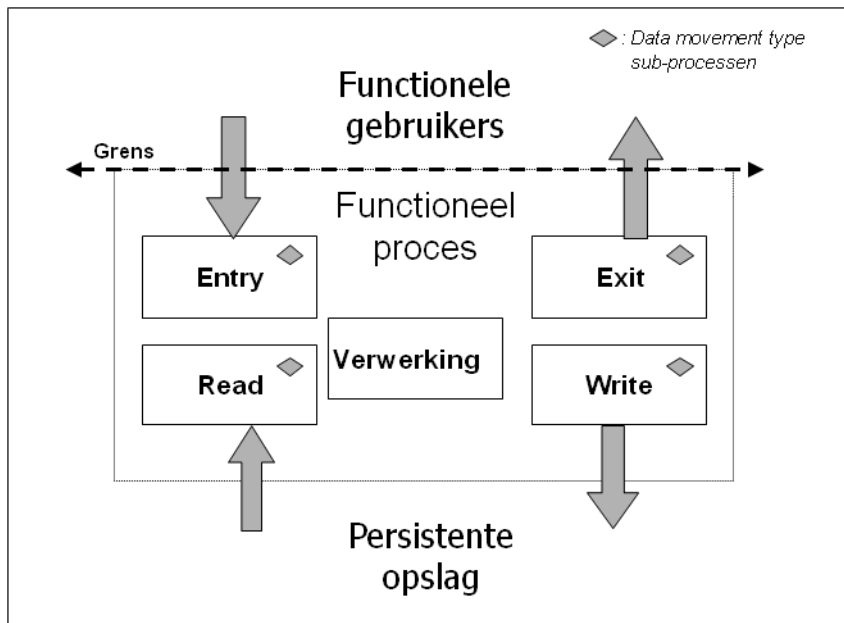 : Data movement type
sub-processen
Functionele
gebruikers
Grens
Functioneel
proces
Entry
Exit
Verwerking
Read
Write
Persistente
opslag